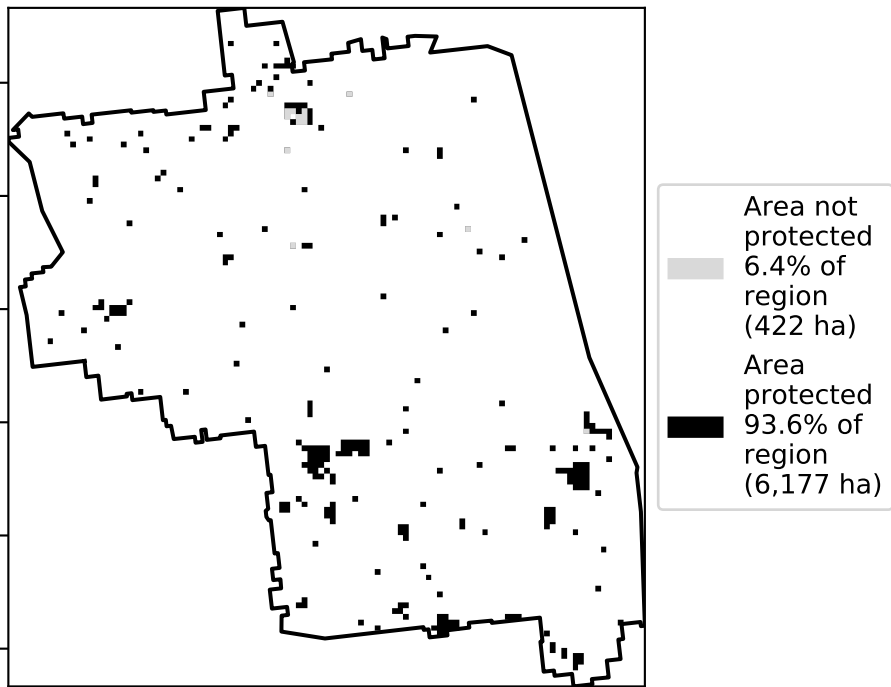 Area not
protected
6.4% of
region
(422 ha)
Area
protected
93.6% of
region
(6,177 ha)